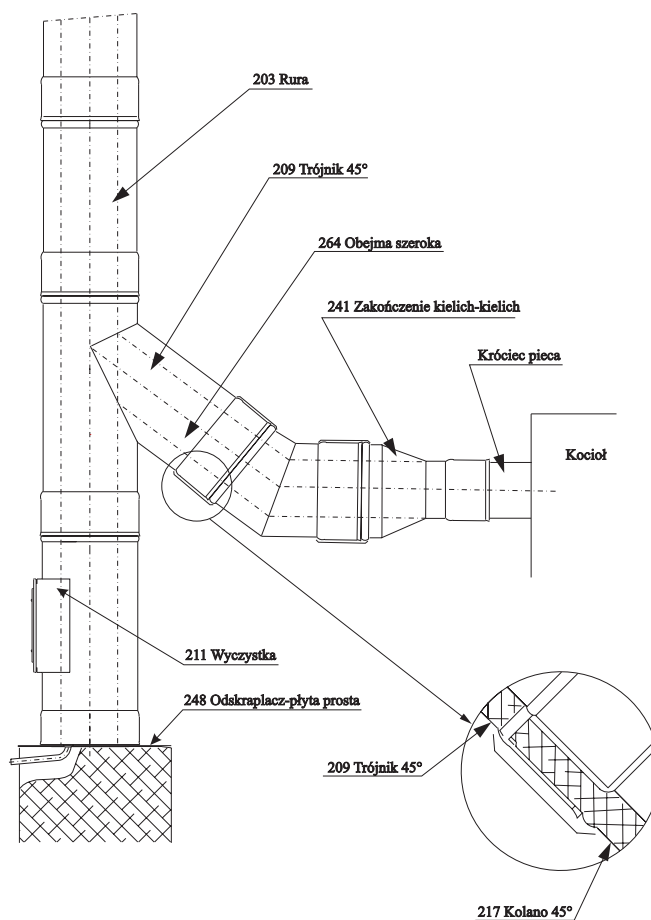 203 Rura
209 Trójnik 45°
264 Obejma szeroka
241 Zakończenie kielich-kielich
Króciec pieca
Kocioł
211 Wyczystka
248 Odskraplacz-płyta prosta
209 Trójnik 45°
217 Kolano 45°